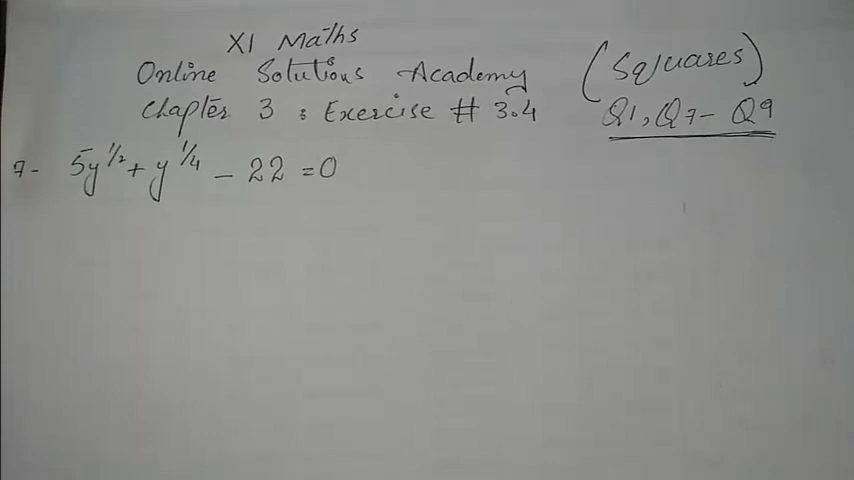 XI Maths
Online Solutions Academy
Chapter 3 : Exercise # 3.4
(Squares)
Q1, Q7 - Q9
7- 5y^1/2 + y^1/4 - 22 = 0